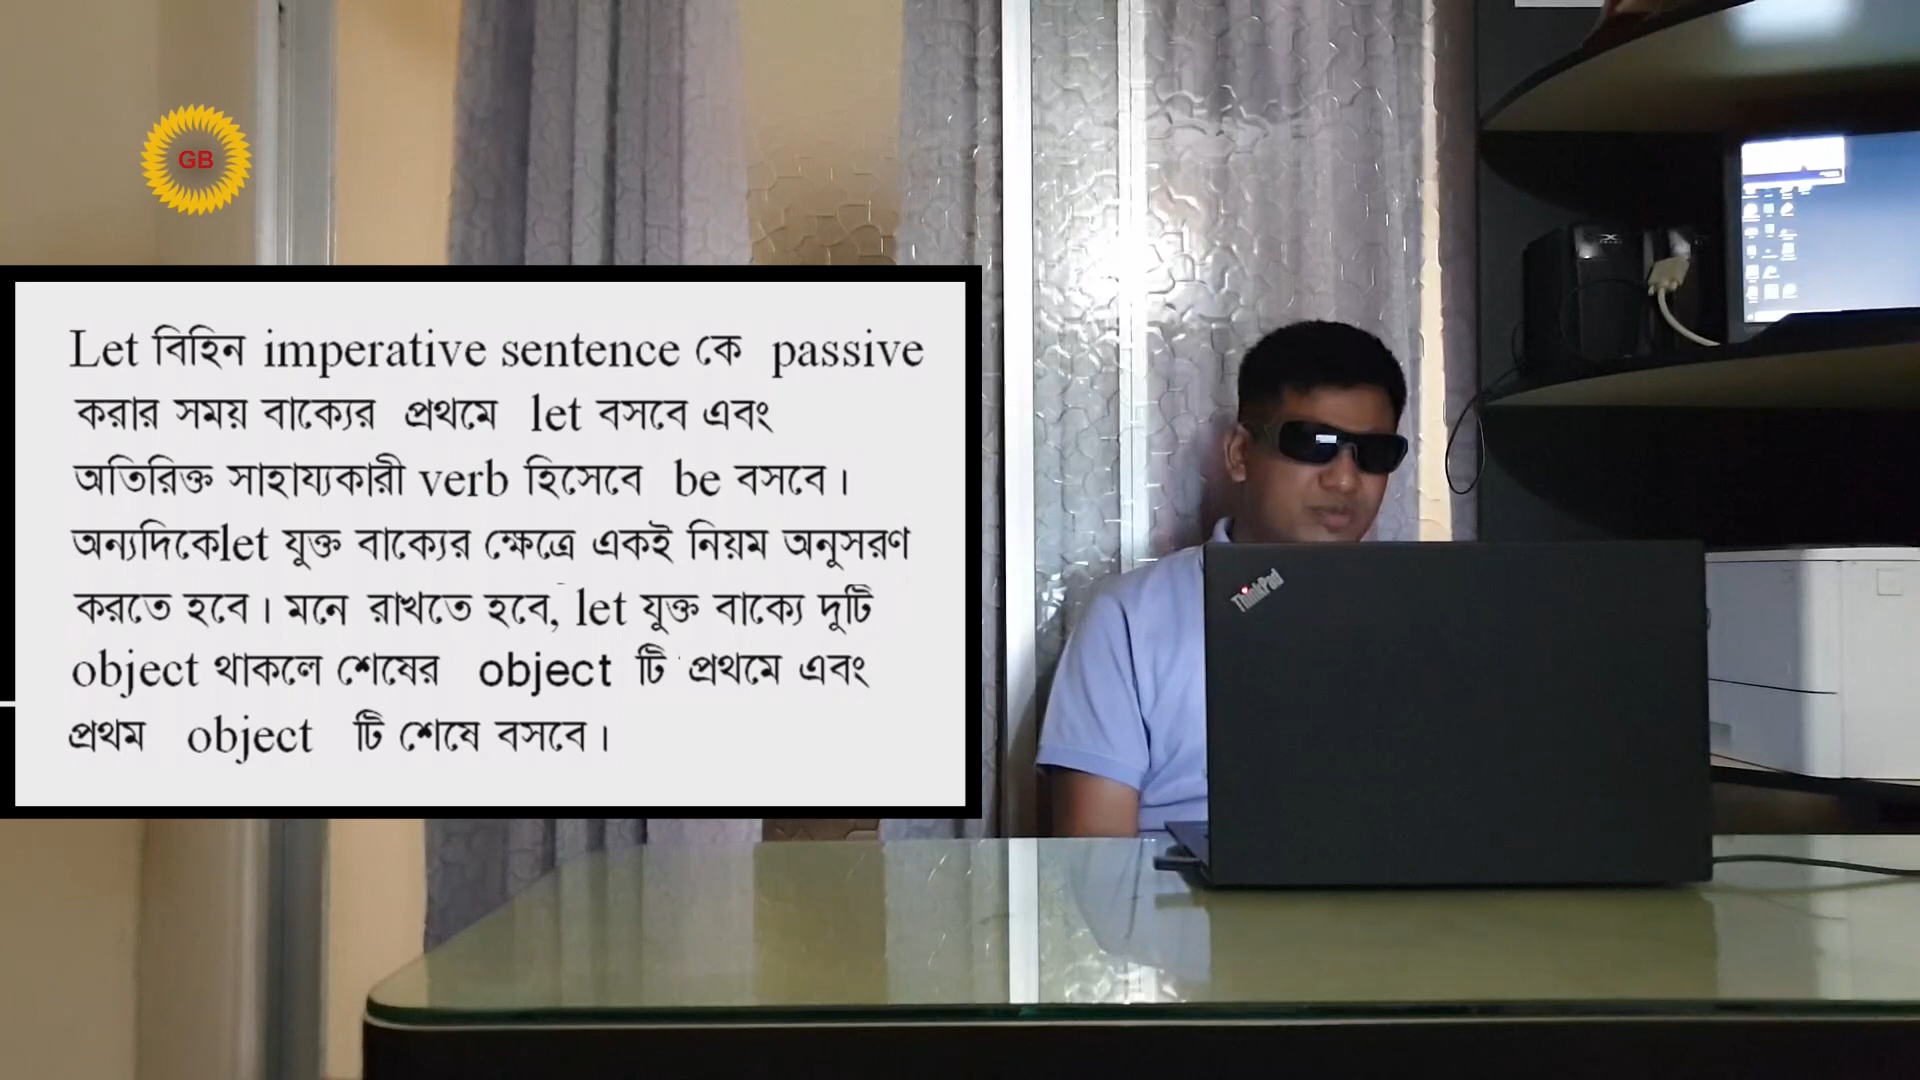 GB
Let বিহিন imperative sentence কে passive
করার সময় বাক্যের প্রথমে let বসবে এবং
অতিরিক্ত সাহায্যকারী verb হিসেবে be বসবে।
অন্যদিকেlet যুক্ত বাক্যের ক্ষেত্রে একই নিয়ম অনুসরণ
করতে হবে। মনে রাখতে হবে, let যুক্ত বাক্যে দুটি
object থাকলে শেষের object টি প্রথমে এবং
প্রথম object টি শেষে বসবে।
ThinkPad